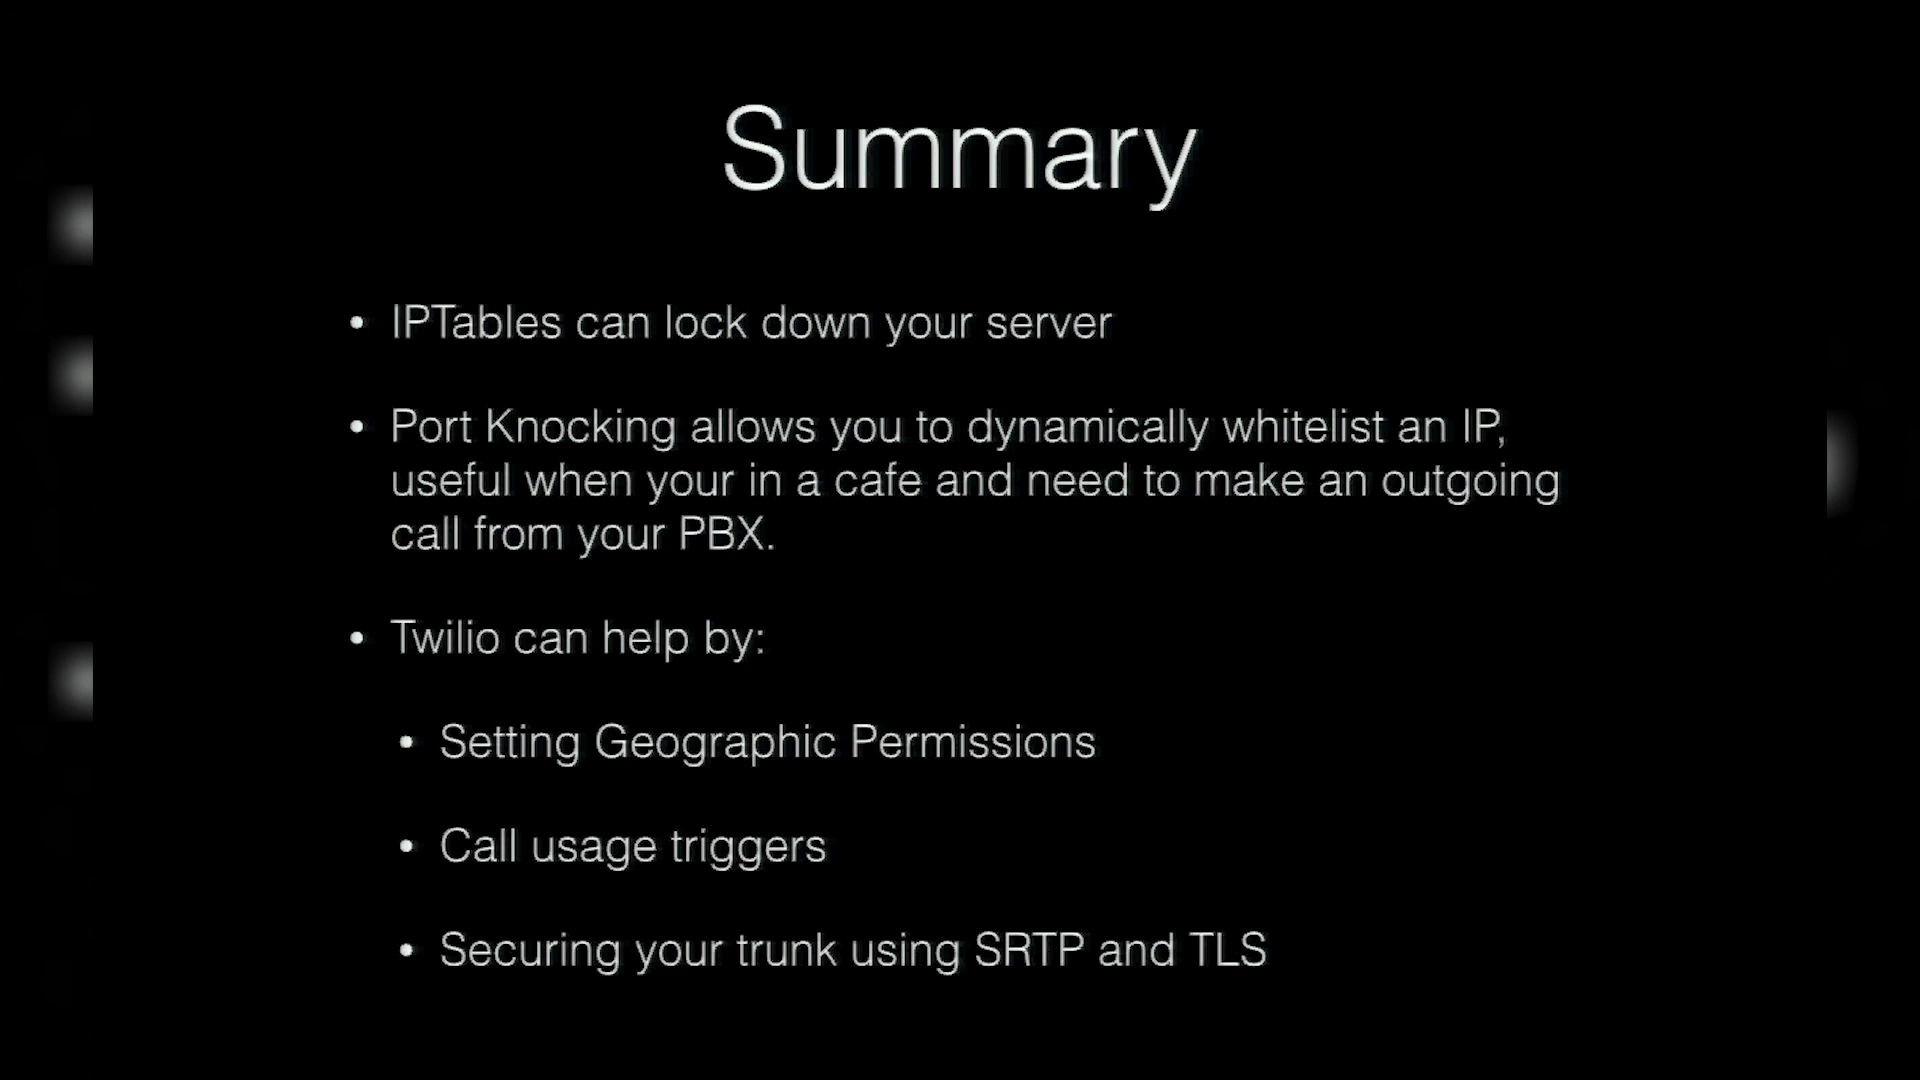 Summary
• IPTables can lock down your server
• Port Knocking allows you to dynamically whitelist an IP,
useful when your in a cafe and need to make an outgoing
call from your PBX.
• Twilio can help by:
• Setting Geographic Permissions
• Call usage triggers
• Securing your trunk using SRTP and TLS